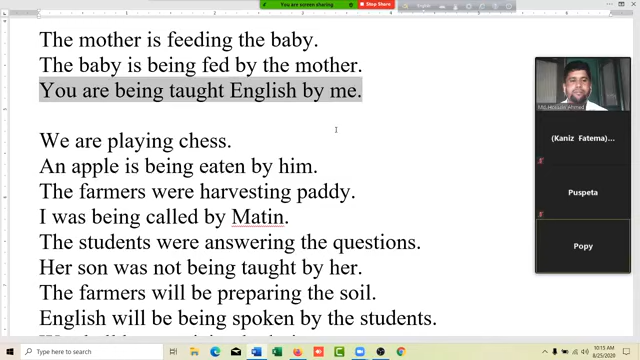 You are screen sharing
Stop Share
English
The mother is feeding the baby.
The baby is being fed by the mother.
You are being taught English by me.
We are playing chess.
An apple is being eaten by him.
The farmers were harvesting paddy.
I was being called by Matin.
The students were answering the questions.
Her son was not being taught by her.
The farmers will be preparing the soil.
English will be being spoken by the students.
(Kaniz Fatema)...
Puspeta
Popy
Type here to search
10:15 AM
8/25/2020